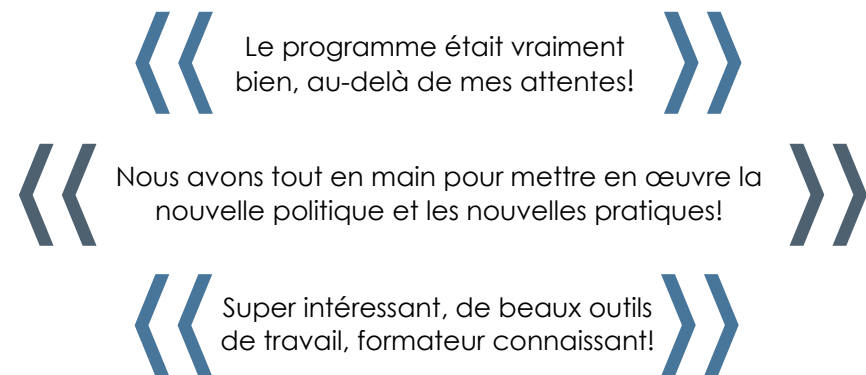 Le programme était vraiment
bien, au-delà de mes attentes!
Nous avons tout en main pour mettre en œuvre la
nouvelle politique et les nouvelles pratiques!
Super intéressant, de beaux outils
de travail, formateur connaissant!